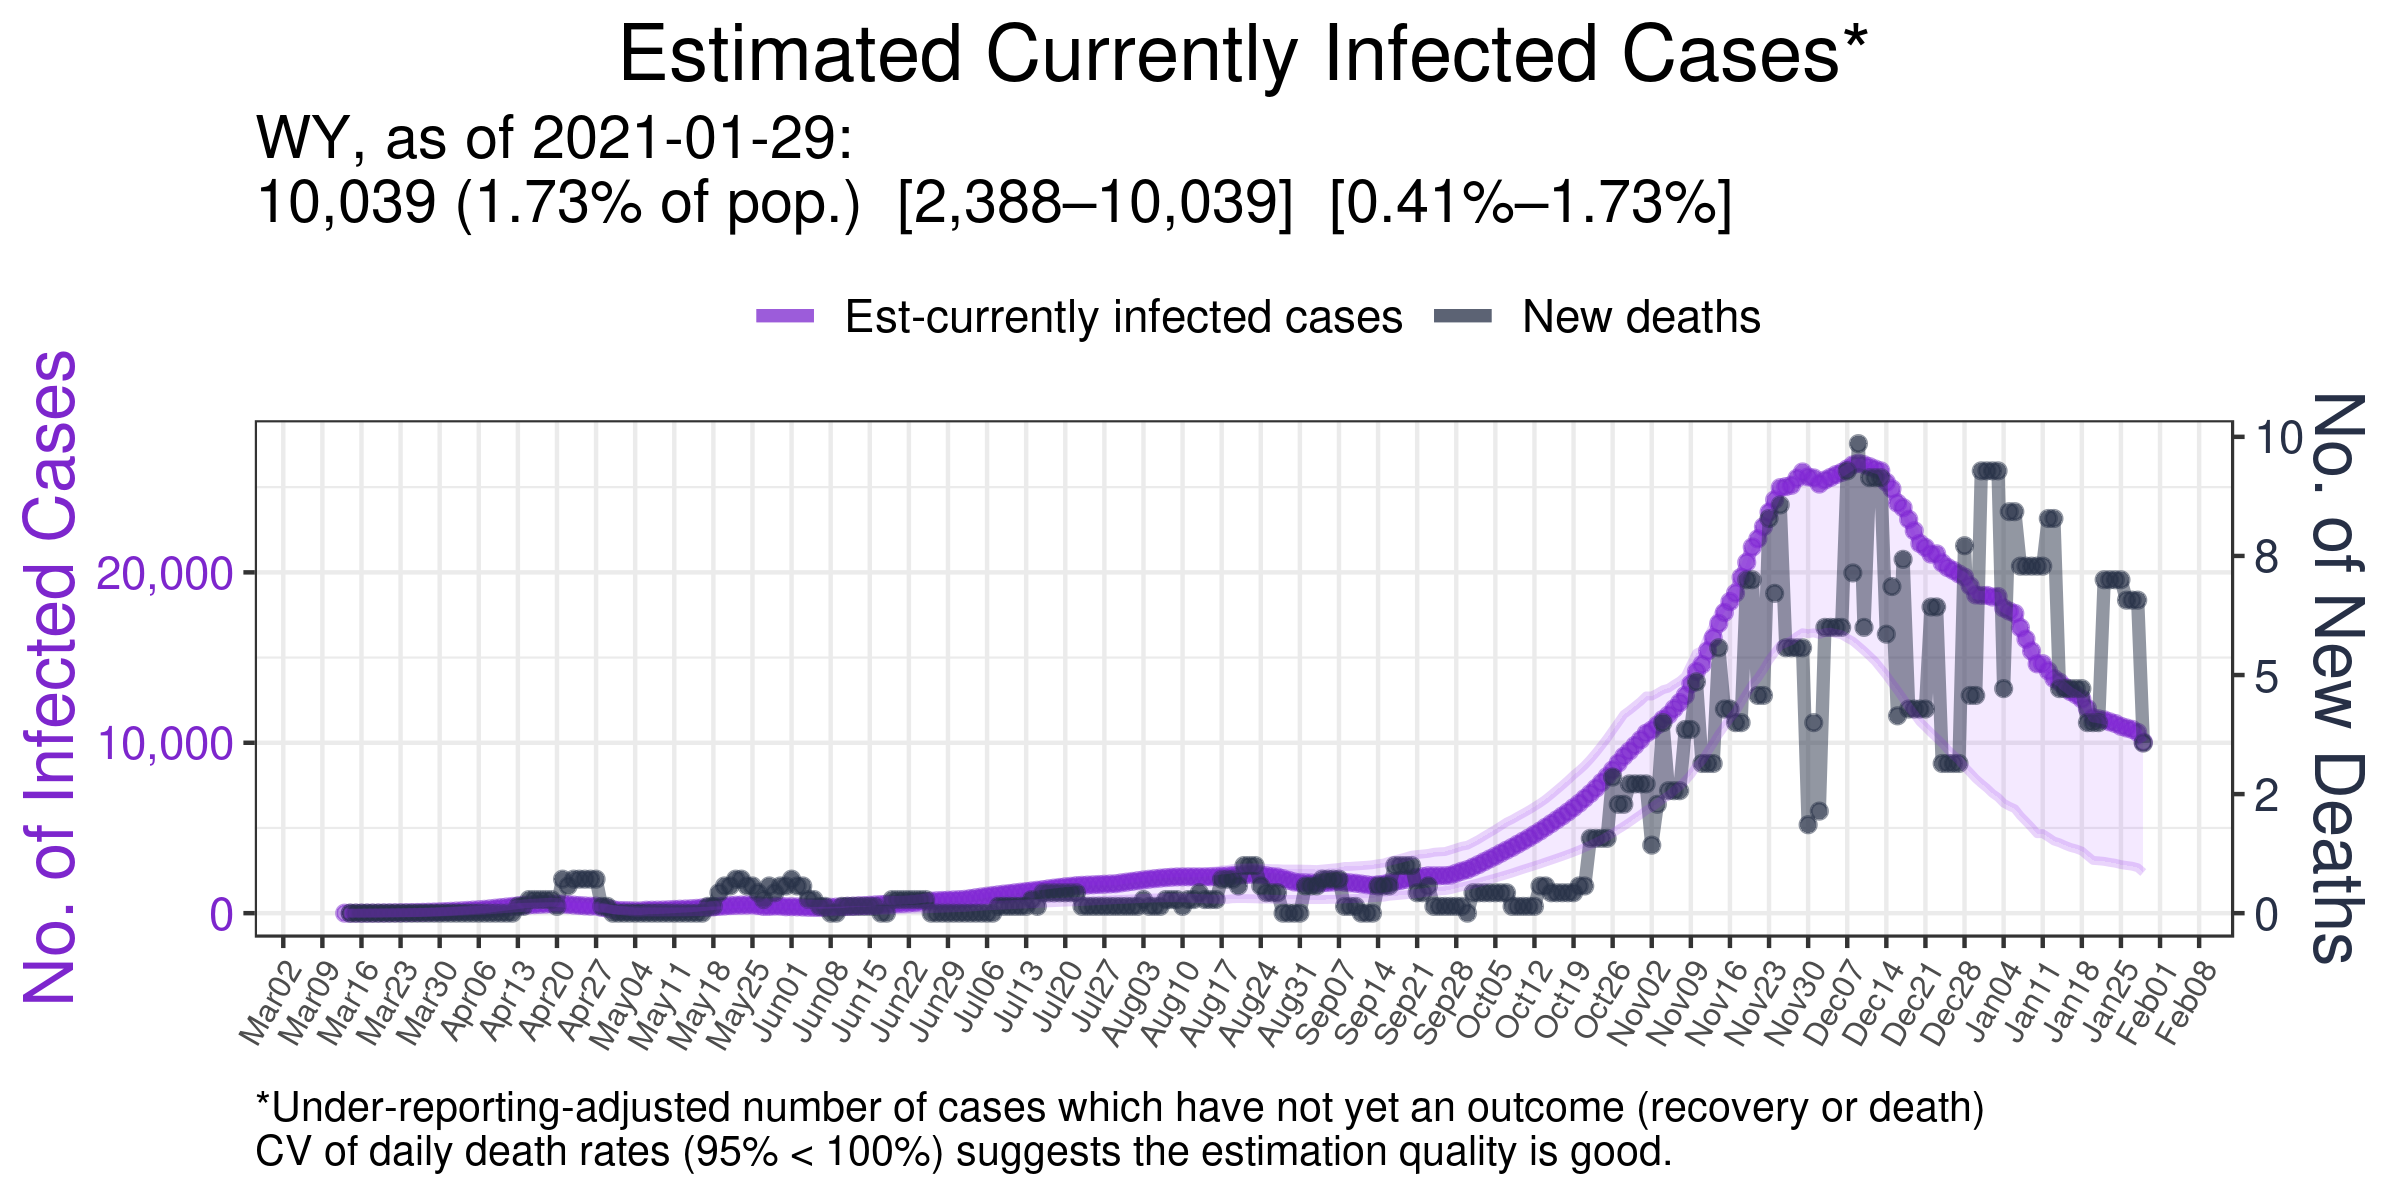 Estimated Currently Infected Cases*
WY, as of 2021-01-29:
10,039 (1.73% of pop.)  [2,388–10,039]  [0.41%–1.73%]
Est-currently infected cases
New deaths
No. of Infected Cases
20,000
10,000
0
No. of New Deaths
10
8
5
2
0
Mar02
Mar09
Mar16
Mar23
Mar30
Apr06
Apr13
Apr20
Apr27
May04
May11
May18
May25
Jun01
Jun08
Jun15
Jun22
Jun29
Jul06
Jul13
Jul20
Jul27
Aug03
Aug10
Aug17
Aug24
Aug31
Sep07
Sep14
Sep21
Sep28
Oct05
Oct12
Oct19
Oct26
Nov02
Nov09
Nov16
Nov23
Nov30
Dec07
Dec14
Dec21
Dec28
Jan04
Jan11
Jan18
Jan25
Feb01
Feb08
*Under-reporting-adjusted number of cases which have not yet an outcome (recovery or death)
CV of daily death rates (95% < 100%) suggests the estimation quality is good.